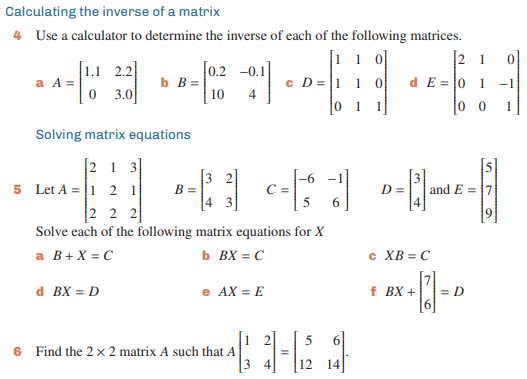 Calculating the inverse of a matrix
4 Use a calculator to determine the inverse of each of the following matrices.
a A = [1.1 2.2; 0 3.0] b B = [0.2 −0.1; 10 4] c D = [1 1 0; 1 1 0; 0 1 1] d E = [2 1 0; 0 1 −1; 0 0 1]
Solving matrix equations
5 Let A = [2 1 3; 1 2 1; 2 2 2] B = [3 2; 4 3] C = [−6 −1; 5 6] D = [3; 4] and E = [5; 7; 9]
Solve each of the following matrix equations for X
a B + X = C b BX = C c XB = C
d BX = D e AX = E f BX + [7; 6] = D
6 Find the 2 × 2 matrix A such that A [1 2; 3 4] = [5 6; 12 14].